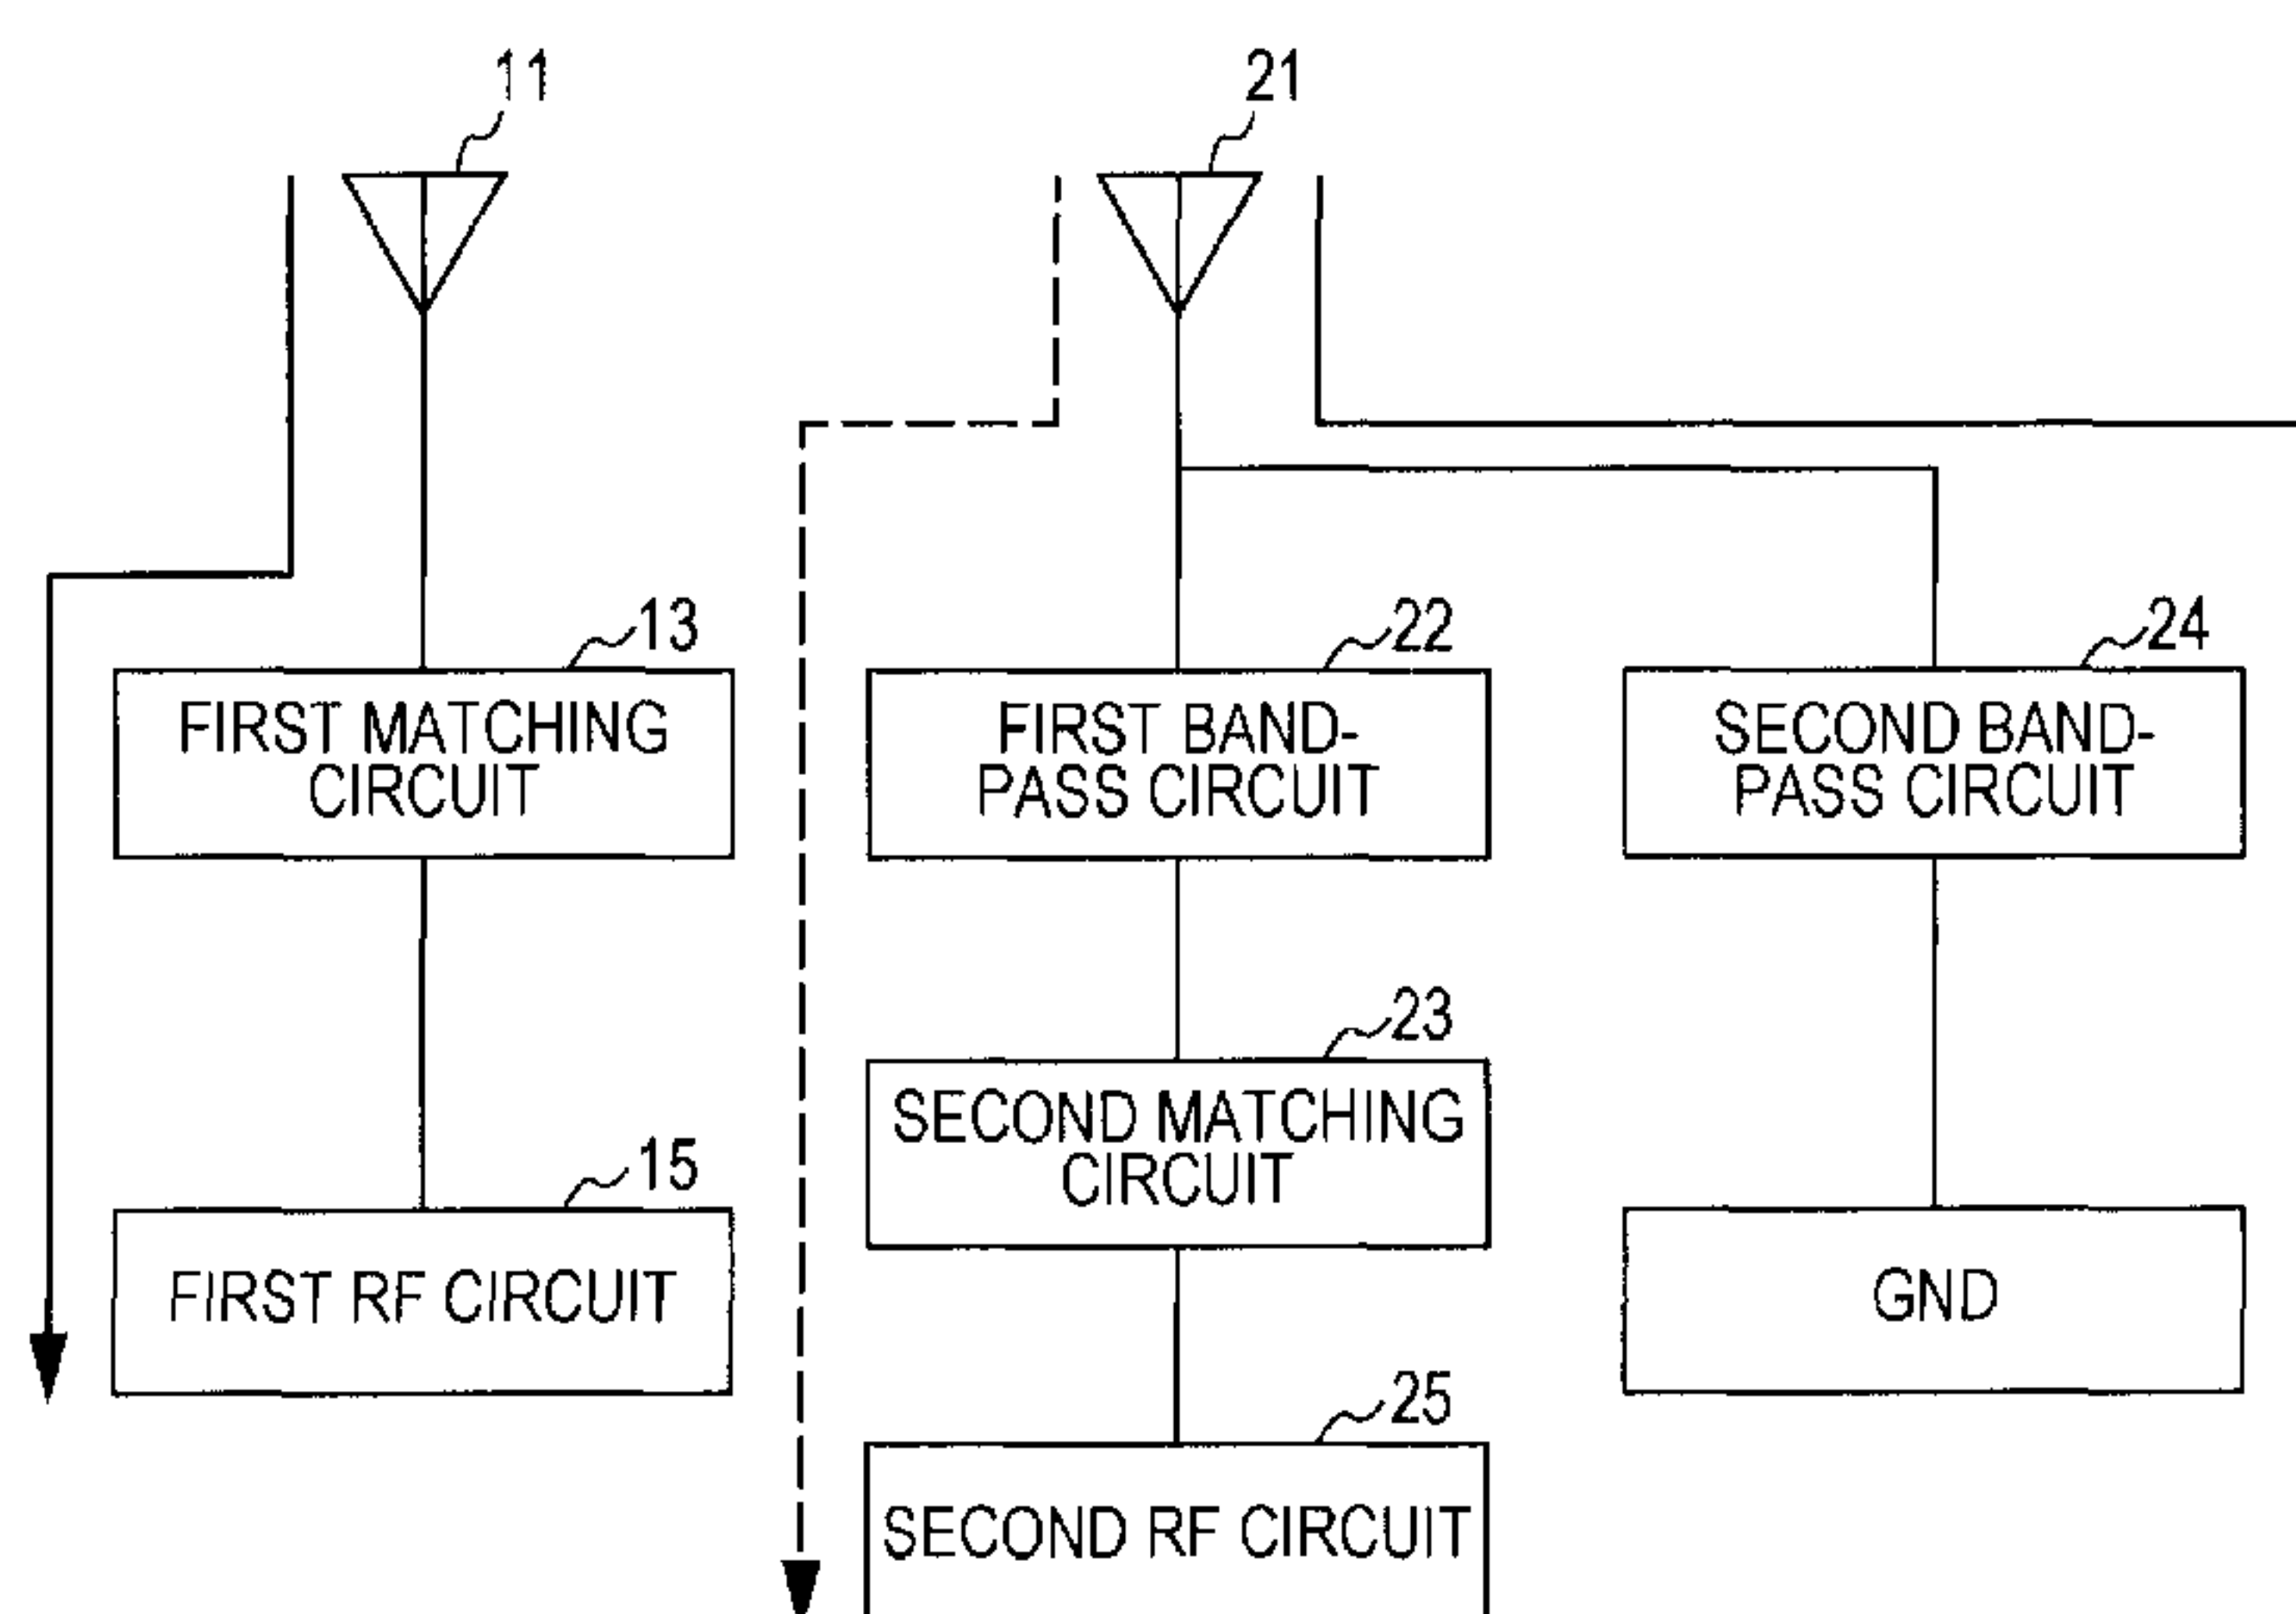 11
21
13
22
24
FIRST MATCHING
CIRCUIT
FIRST BAND-
PASS CIRCUIT
SECOND BAND-
PASS CIRCUIT
23
SECOND MATCHING
CIRCUIT
15
FIRST RF CIRCUIT
GND
25
SECOND RF CIRCUIT